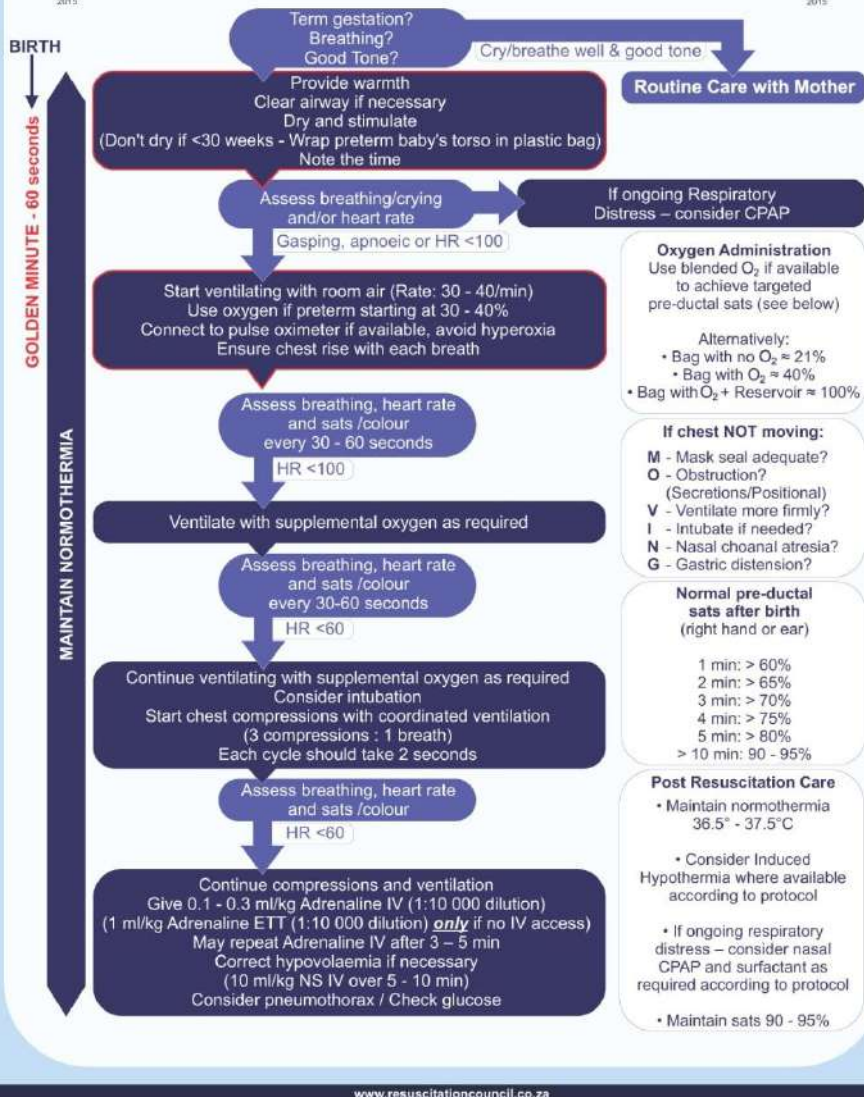 2015
2015
BIRTH
GOLDEN MINUTE - 60 seconds
MAINTAIN NORMOTHERMIA
Term gestation?
Breathing?
Good Tone?
Cry/breathe well & good tone
Routine Care with Mother
Provide warmth
Clear airway if necessary
Dry and stimulate
(Don't dry if <30 weeks - Wrap preterm baby's torso in plastic bag)
Note the time
Assess breathing/crying
and/or heart rate
If ongoing Respiratory
Distress – consider CPAP
Gasping, apnoeic or HR <100
Start ventilating with room air (Rate: 30 - 40/min)
Use oxygen if preterm starting at 30 - 40%
Connect to pulse oximeter if available, avoid hyperoxia
Ensure chest rise with each breath
Assess breathing, heart rate
and sats /colour
every 30 - 60 seconds
HR <100
Ventilate with supplemental oxygen as required
Assess breathing, heart rate
and sats /colour
every 30-60 seconds
HR <60
Continue ventilating with supplemental oxygen as required
Consider intubation
Start chest compressions with coordinated ventilation
(3 compressions : 1 breath)
Each cycle should take 2 seconds
Assess breathing, heart rate
and sats /colour
HR <60
Continue compressions and ventilation
Give 0.1 - 0.3 ml/kg Adrenaline IV (1:10 000 dilution)
(1 ml/kg Adrenaline ETT (1:10 000 dilution) only if no IV access)
May repeat Adrenaline IV after 3 – 5 min
Correct hypovolaemia if necessary
(10 ml/kg NS IV over 5 - 10 min)
Consider pneumothorax / Check glucose
Oxygen Administration
Use blended O₂ if available
to achieve targeted
pre-ductal sats (see below)
Alternatively:
• Bag with no O₂ ≈ 21%
• Bag with O₂ ≈ 40%
• Bag with O₂ + Reservoir ≈ 100%
If chest NOT moving:
M - Mask seal adequate?
O - Obstruction?
(Secretions/Positional)
V - Ventilate more firmly?
I - Intubate if needed?
N - Nasal choanal atresia?
G - Gastric distension?
Normal pre-ductal
sats after birth
(right hand or ear)
1 min: > 60%
2 min: > 65%
3 min: > 70%
4 min: > 75%
5 min: > 80%
> 10 min: 90 - 95%
Post Resuscitation Care
• Maintain normothermia
36.5° - 37.5°C
• Consider Induced
Hypothermia where available
according to protocol
• If ongoing respiratory
distress – consider nasal
CPAP and surfactant as
required according to protocol
• Maintain sats 90 - 95%
www.resuscitationcouncil.co.za